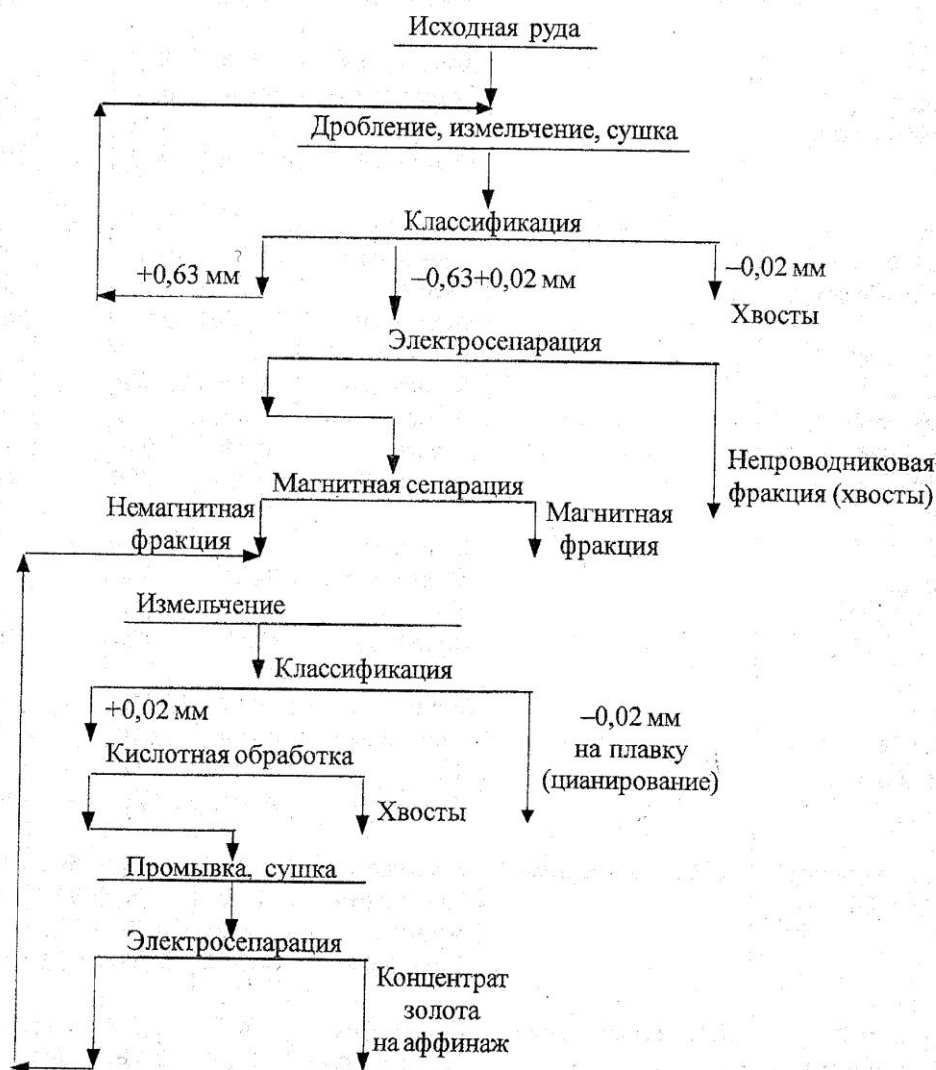 Исходная руда
Дробление, измельчение, сушка
Классификация
+0,63 мм
–0,63+0,02 мм
–0,02 мм
Хвосты
Электросепарация
Непроводниковая
фракция (хвосты)
Магнитная сепарация
Немагнитная
фракция
Магнитная
фракция
Измельчение
Классификация
+0,02 мм
–0,02 мм
на плавку
(цианирование)
Кислотная обработка
Хвосты
Промывка, сушка
Электросепарация
Концентрат
золота
на аффинаж